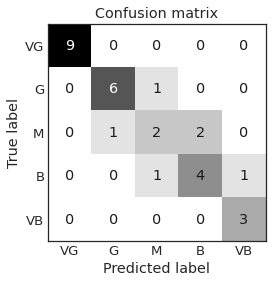 Confusion matrix
VG 9 0 0 0 0
G 0 6 1 0 0
M 0 1 2 2 0
B 0 0 1 4 1
VB 0 0 0 0 3
VG G M B VB
True label
Predicted label